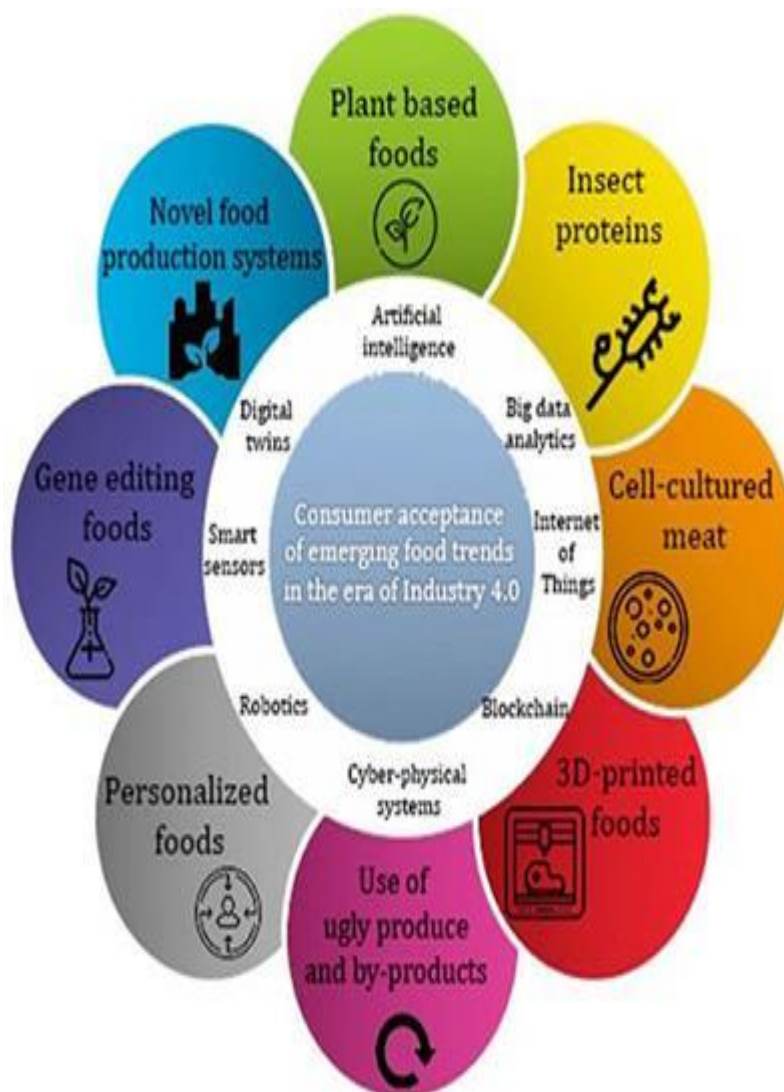 Plant based
foods
Insect
proteins
Cell-cultured
meat
3D-printed
foods
Use of
ugly produce
and by-products
Personalized
foods
Gene editing
foods
Novel food
production systems
Artificial
intelligence
Big data
analytics
Internet
of
Things
Blockchain
Cyber-physical
systems
Robotics
Smart
sensors
Digital
twins
Consumer acceptance
of emerging food trends
in the era of Industry 4.0